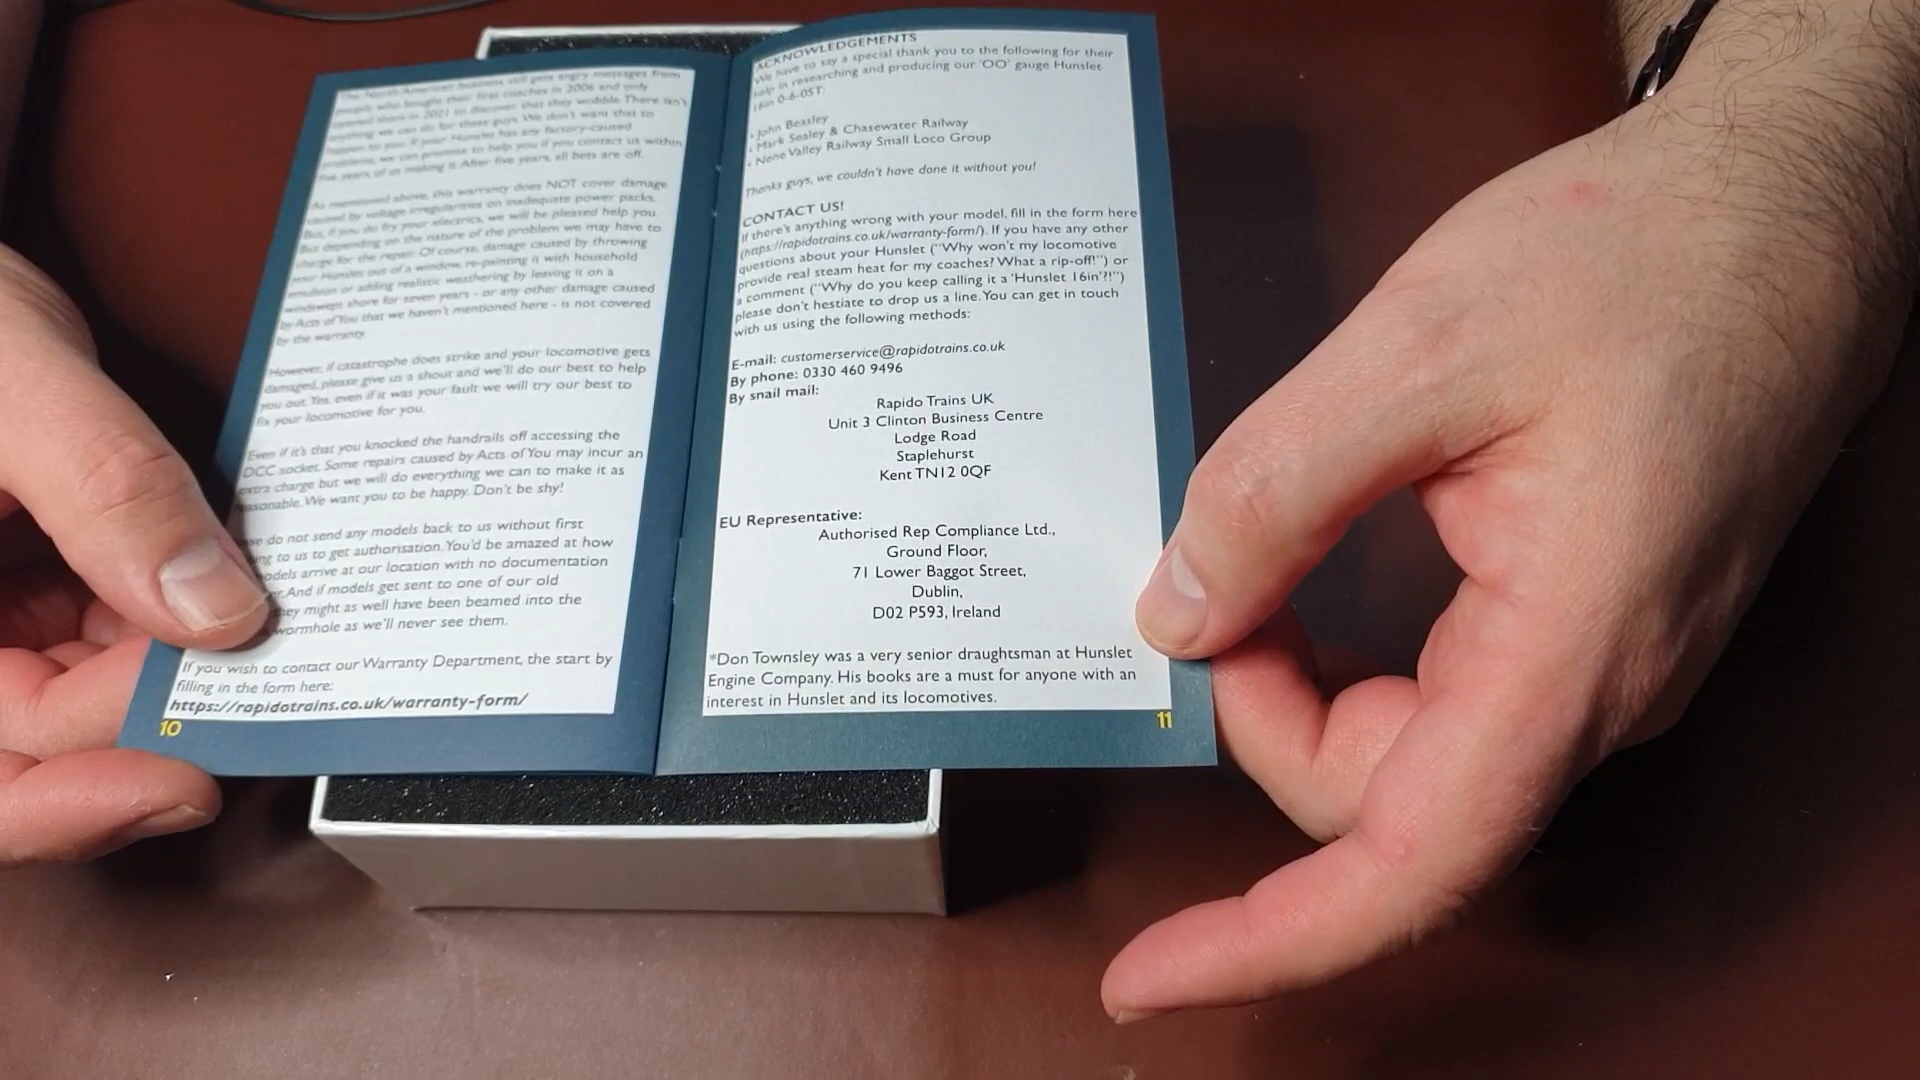 The North American business still gets angry messages from
people who bought their first coaches in 2006 and only
opened them in 2021 to discover that they wobble. There isn't
anything we can do for these guys. We don't want that to
happen to you. If your Hunslet has any factory-caused
problems, we can promise to help you if you contact us within
five years of us making it. After five years, all bets are off.
As mentioned above, this warranty does NOT cover damage
caused by voltage irregularities on inadequate power packs.
But, if you do fry your electrics, we will be pleased help you.
But depending on the nature of the problem we may have to
charge for the repair. Of course, damage caused by throwing
your Hunslet out of a window, re-painting it with household
emulsion or adding realistic weathering by leaving it on a
windswept shore for seven years - or any other damage caused
by Acts of You that we haven't mentioned here - is not covered
by the warranty.
However, if catastrophe does strike and your locomotive gets
damaged, please give us a shout and we'll do our best to help
you out. Yes, even if it was your fault we will try our best to
fix your locomotive for you.
Even if it's that you knocked the handrails off accessing the
DCC socket. Some repairs caused by Acts of You may incur an
extra charge but we will do everything we can to make it as
reasonable. We want you to be happy. Don't be shy!
do not send any models back to us without first
to us to get authorisation. You'd be amazed at how
models arrive at our location with no documentation
And if models get sent to one of our old
they might as well have been beamed into the
wormhole as we'll never see them.
If you wish to contact our Warranty Department, the start by
filling in the form here:
https://rapidotrains.co.uk/warranty-form/
10
ACKNOWLEDGEMENTS
We have to say a special thank you to the following for their
help in researching and producing our 'OO' gauge Hunslet
16in 0-6-0ST:
• John Beasley
• Mark Sealey & Chasewater Railway
• Nene Valley Railway Small Loco Group
Thanks guys, we couldn't have done it without you!
CONTACT US!
If there's anything wrong with your model, fill in the form here
(https://rapidotrains.co.uk/warranty-form/). If you have any other
questions about your Hunslet ("Why won't my locomotive
provide real steam heat for my coaches? What a rip-off!") or
a comment ("Why do you keep calling it a 'Hunslet 16in'?!")
please don't hestiate to drop us a line. You can get in touch
with us using the following methods:
E-mail: customerservice@rapidotrains.co.uk
By phone: 0330 460 9496
By snail mail:
Rapido Trains UK
Unit 3 Clinton Business Centre
Lodge Road
Staplehurst
Kent TN12 0QF
EU Representative:
Authorised Rep Compliance Ltd.,
Ground Floor,
71 Lower Baggot Street,
Dublin,
D02 P593, Ireland
*Don Townsley was a very senior draughtsman at Hunslet
Engine Company. His books are a must for anyone with an
interest in Hunslet and its locomotives.
11